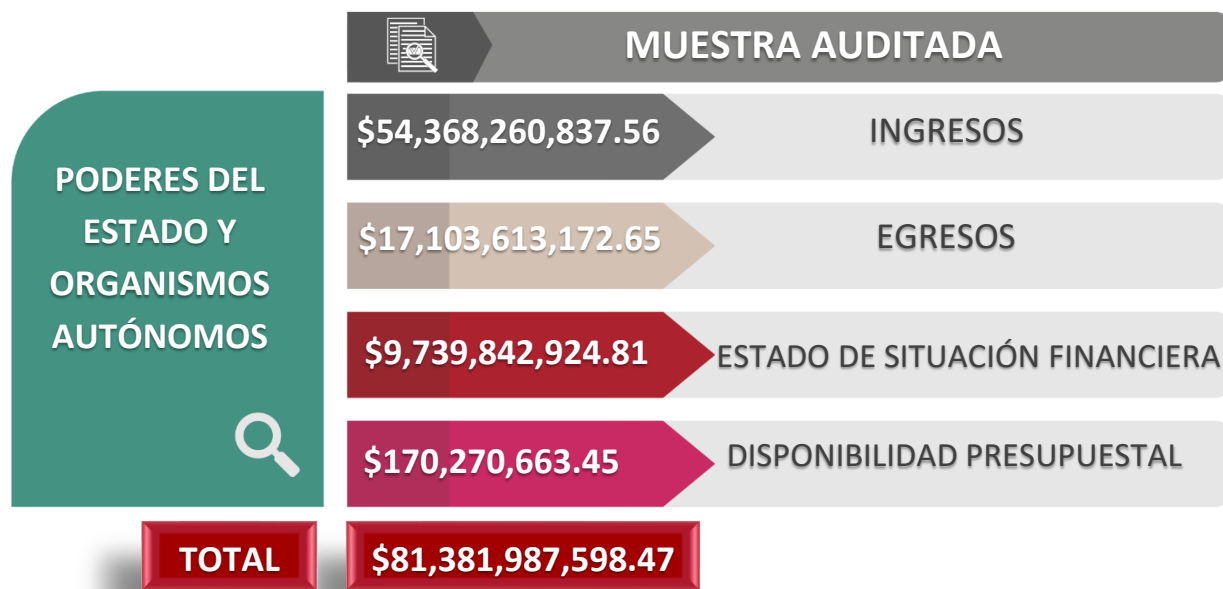 MUESTRA AUDITADA
PODERES DEL
ESTADO Y
ORGANISMOS
AUTÓNOMOS
$54,368,260,837.56 INGRESOS
$17,103,613,172.65 EGRESOS
$9,739,842,924.81 ESTADO DE SITUACIÓN FINANCIERA
$170,270,663.45 DISPONIBILIDAD PRESUPUESTAL
TOTAL $81,381,987,598.47